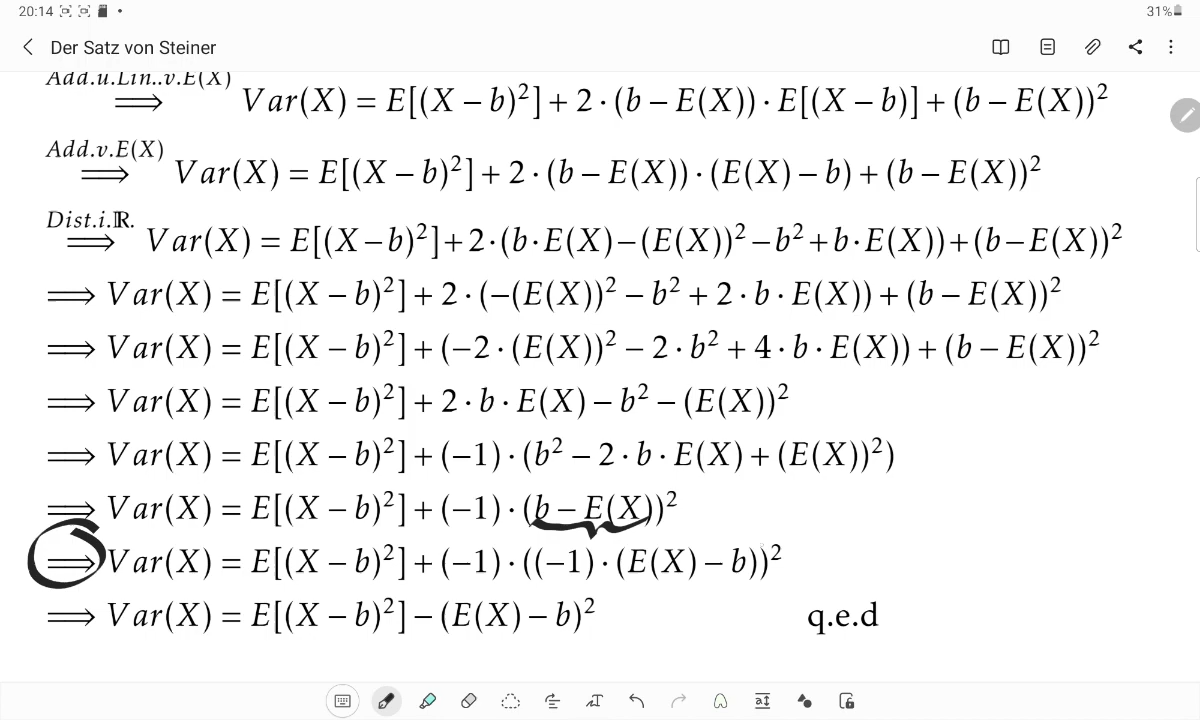 20:14
31%
Der Satz von Steiner
Add.u.Lin..v.E(X)
⟹ Var(X) = E[(X − b)²] + 2 · (b − E(X)) · E[(X − b)] + (b − E(X))²
Add.v.E(X)
⟹ Var(X) = E[(X − b)²] + 2 · (b − E(X)) · (E(X) − b) + (b − E(X))²
Dist.i.ℝ.
⟹ Var(X) = E[(X−b)²]+2·(b·E(X)−(E(X))²−b²+b·E(X))+(b−E(X))²
⟹ Var(X) = E[(X − b)²] + 2 · (−(E(X))² − b² + 2 · b · E(X)) + (b − E(X))²
⟹ Var(X) = E[(X − b)²] + (−2 · (E(X))² − 2 · b² + 4 · b · E(X)) + (b − E(X))²
⟹ Var(X) = E[(X − b)²] + 2 · b · E(X) − b² − (E(X))²
⟹ Var(X) = E[(X − b)²] + (−1) · (b² − 2 · b · E(X) + (E(X))²)
⟹ Var(X) = E[(X − b)²] + (−1) · (b − E(X))²
⟹ Var(X) = E[(X − b)²] + (−1) · ((−1) · (E(X) − b))²
⟹ Var(X) = E[(X − b)²] − (E(X) − b)² q.e.d